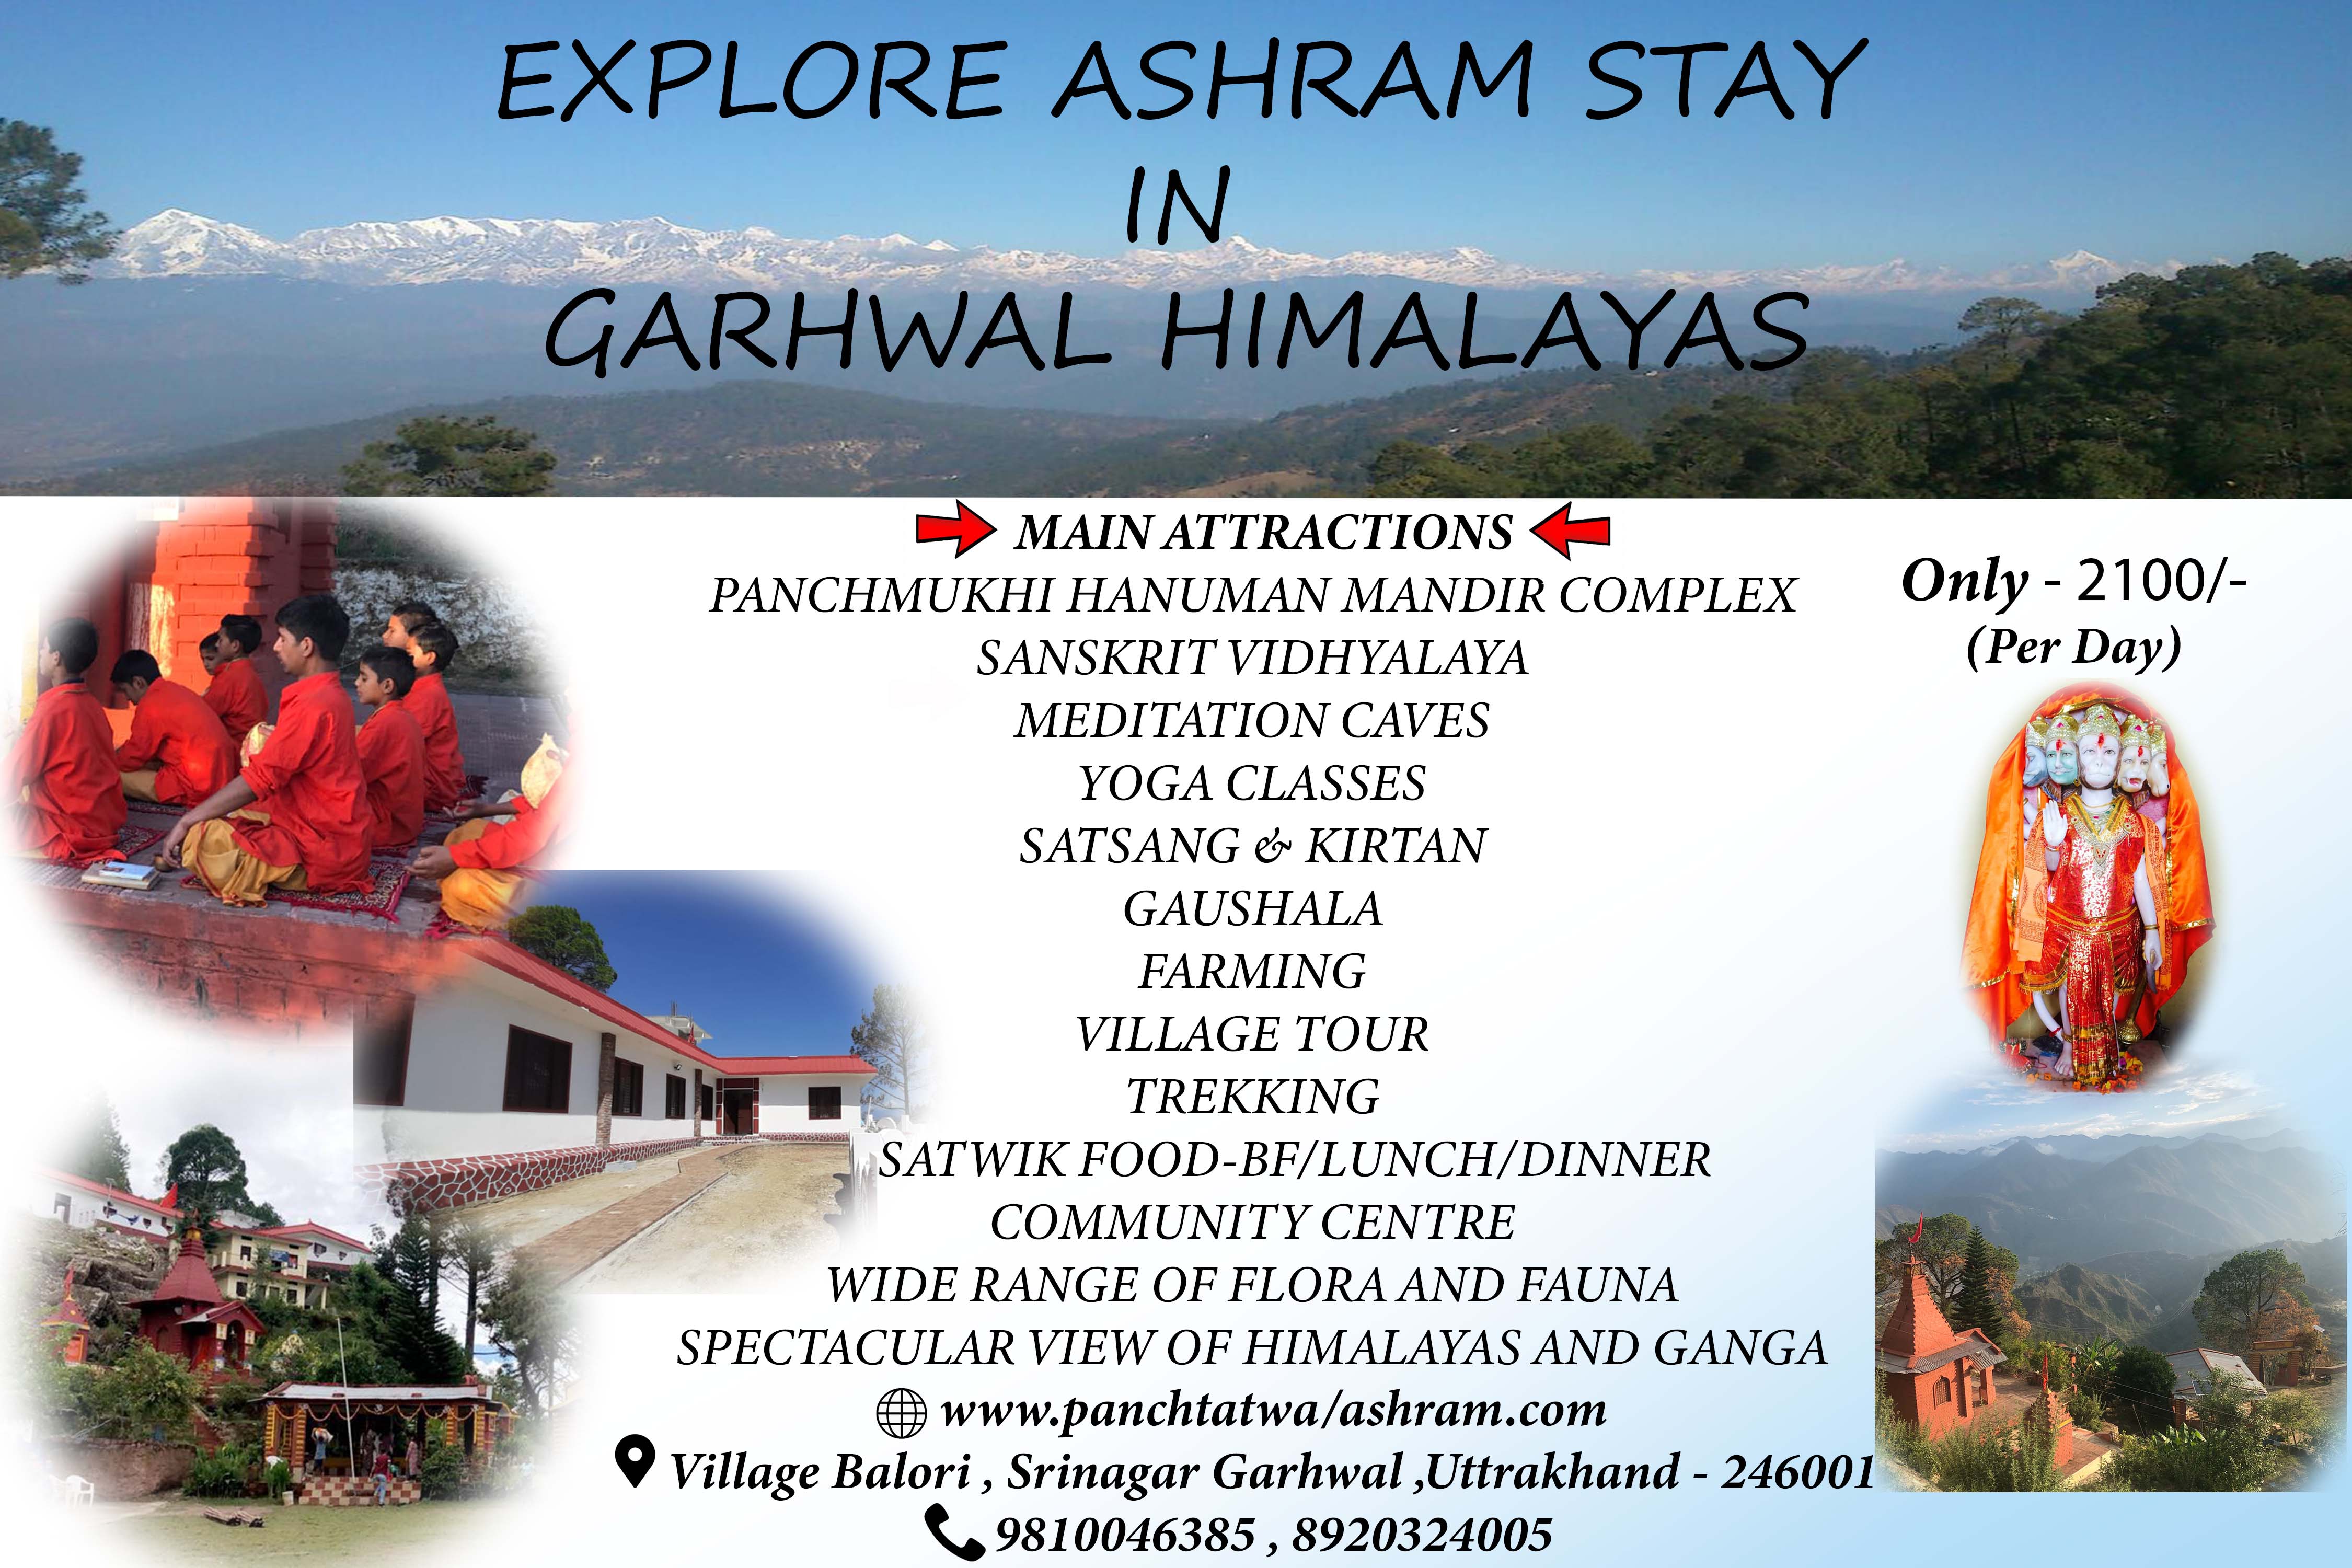 EXPLORE ASHRAM STAY
IN
GARHWAL HIMALAYAS
MAIN ATTRACTIONS
PANCHMUKHI HANUMAN MANDIR COMPLEX
SANSKRIT VIDHYALAYA
MEDITATION CAVES
YOGA CLASSES
SATSANG & KIRTAN
GAUSHALA
FARMING
VILLAGE TOUR
TREKKING
SATWIK FOOD-BF/LUNCH/DINNER
COMMUNITY CENTRE
WIDE RANGE OF FLORA AND FAUNA
SPECTACULAR VIEW OF HIMALAYAS AND GANGA
www.panchtatwa/ashram.com
Village Balori , Srinagar Garhwal ,Uttrakhand - 246001
9810046385 , 8920324005
Only - 2100/-
(Per Day)